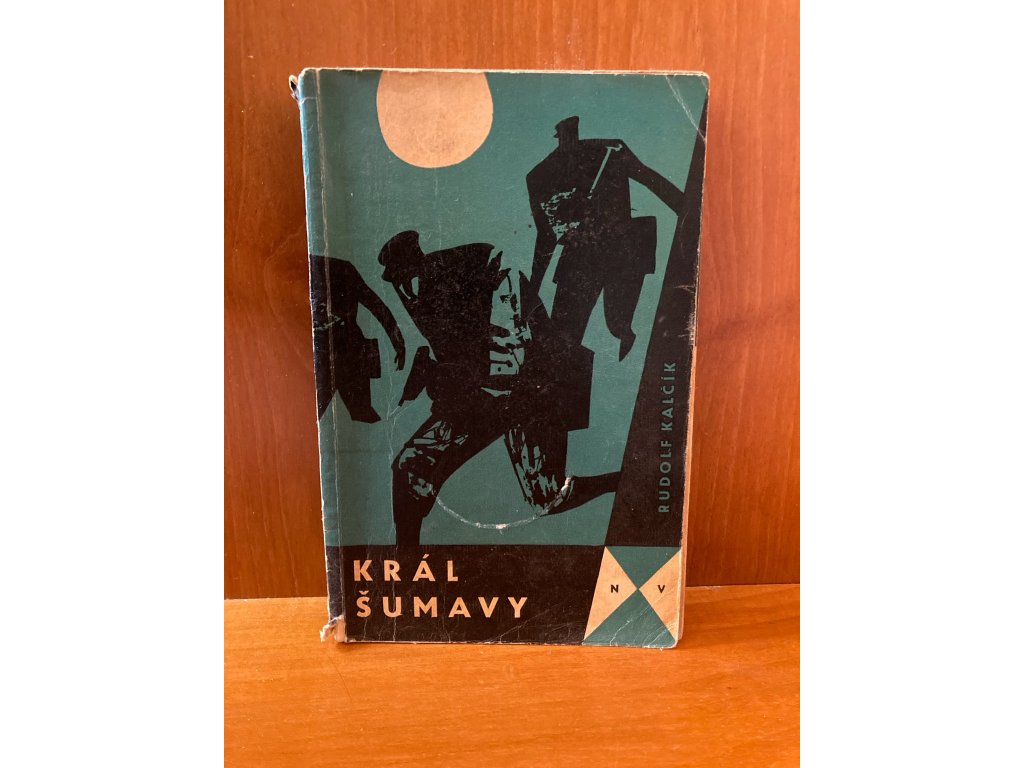 RUDOLF KALČÍK
KRÁL
ŠUMAVY
N V